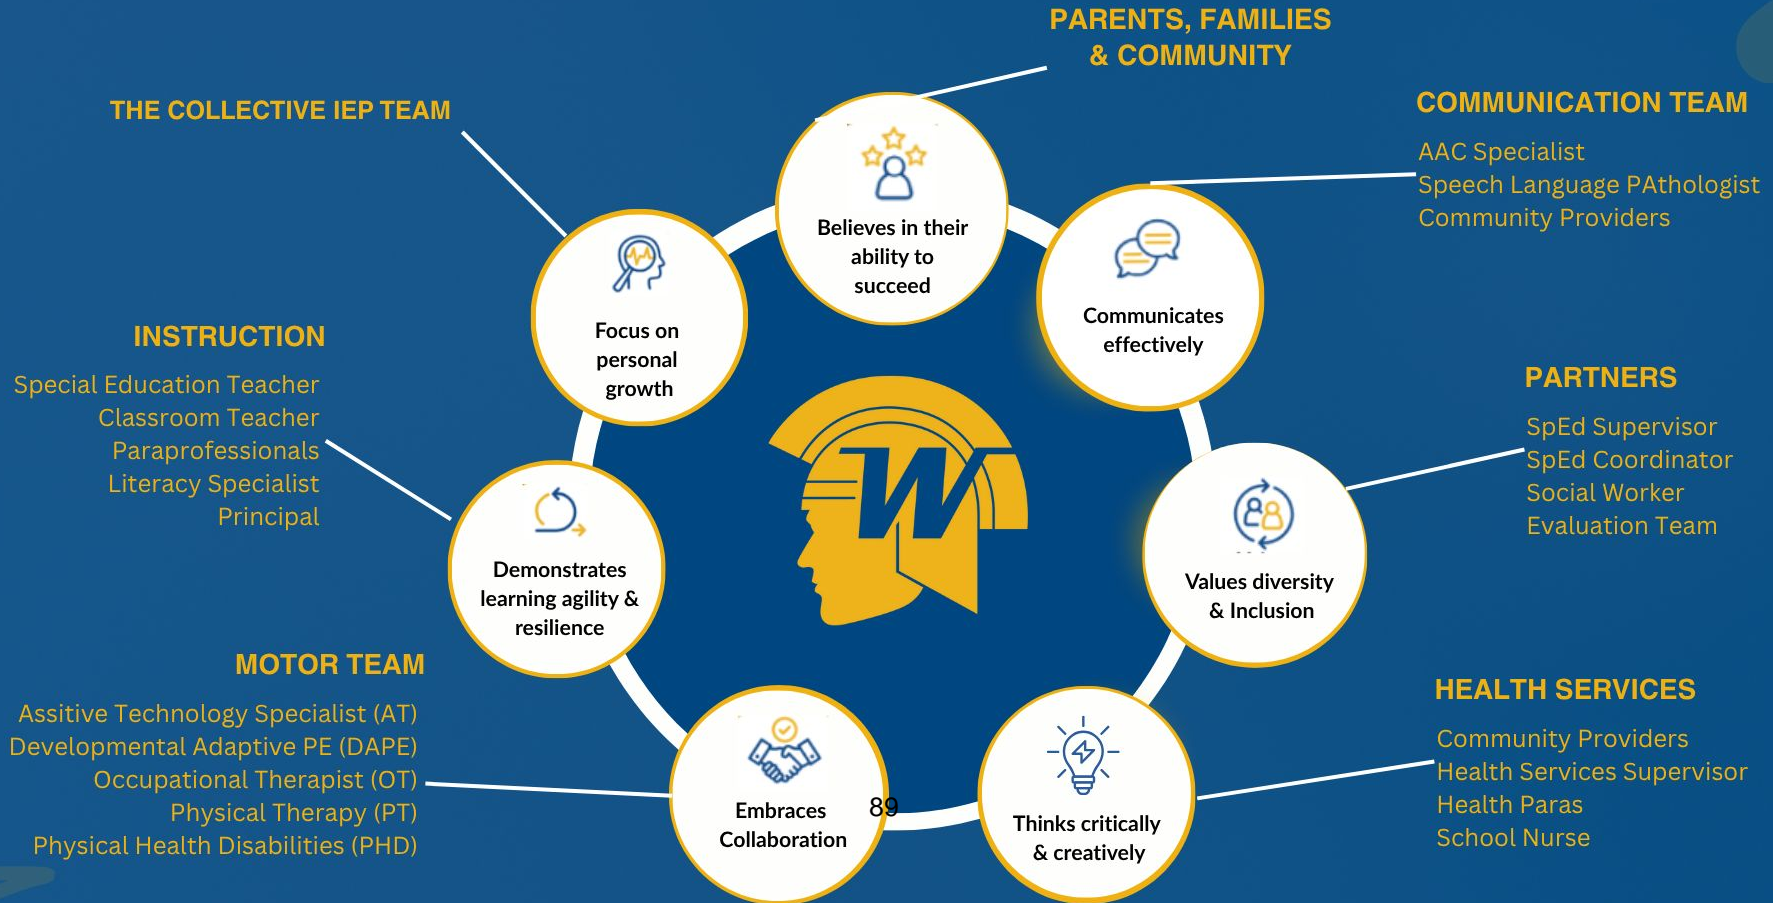 PARENTS, FAMILIES
& COMMUNITY
THE COLLECTIVE IEP TEAM
COMMUNICATION TEAM
AAC Specialist
Speech Language PAthologist
Community Providers
Believes in their
ability to
succeed
Communicates
effectively
Focus on
personal
growth
INSTRUCTION
Special Education Teacher
Classroom Teacher
Paraprofessionals
Literacy Specialist
Principal
PARTNERS
SpEd Supervisor
SpEd Coordinator
Social Worker
Evaluation Team
W
Demonstrates
learning agility &
resilience
Values diversity
& Inclusion
MOTOR TEAM
Assitive Technology Specialist (AT)
Developmental Adaptive PE (DAPE)
Occupational Therapist (OT)
Physical Therapy (PT)
Physical Health Disabilities (PHD)
HEALTH SERVICES
Community Providers
Health Services Supervisor
Health Paras
School Nurse
Embraces
Collaboration
89
Thinks critically
& creatively